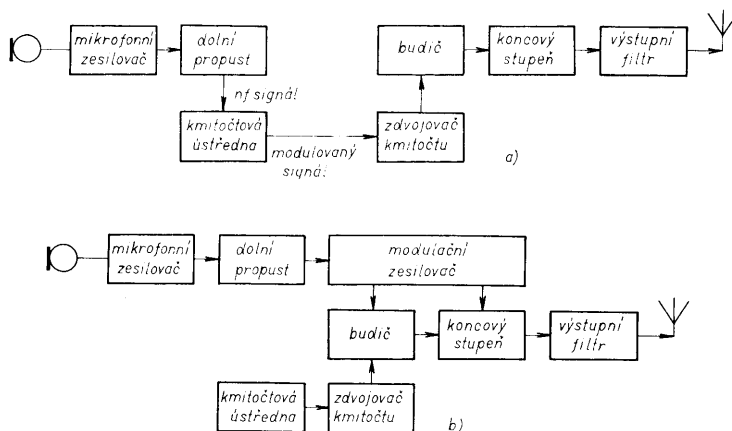 mikrofonní
zesilovač
dolní
propust
budič
koncový
stupeň
výstupní
filtr
nf signál
kmitočtová
ústředna
modulovaný
signál
zdvojovač
kmitočtu
a)
mikrofonní
zesilovač
dolní
propust
modulační
zesilovač
budič
koncový
stupeň
výstupní
filtr
kmitočtová
ústředna
zdvojovač
kmitočtu
b)